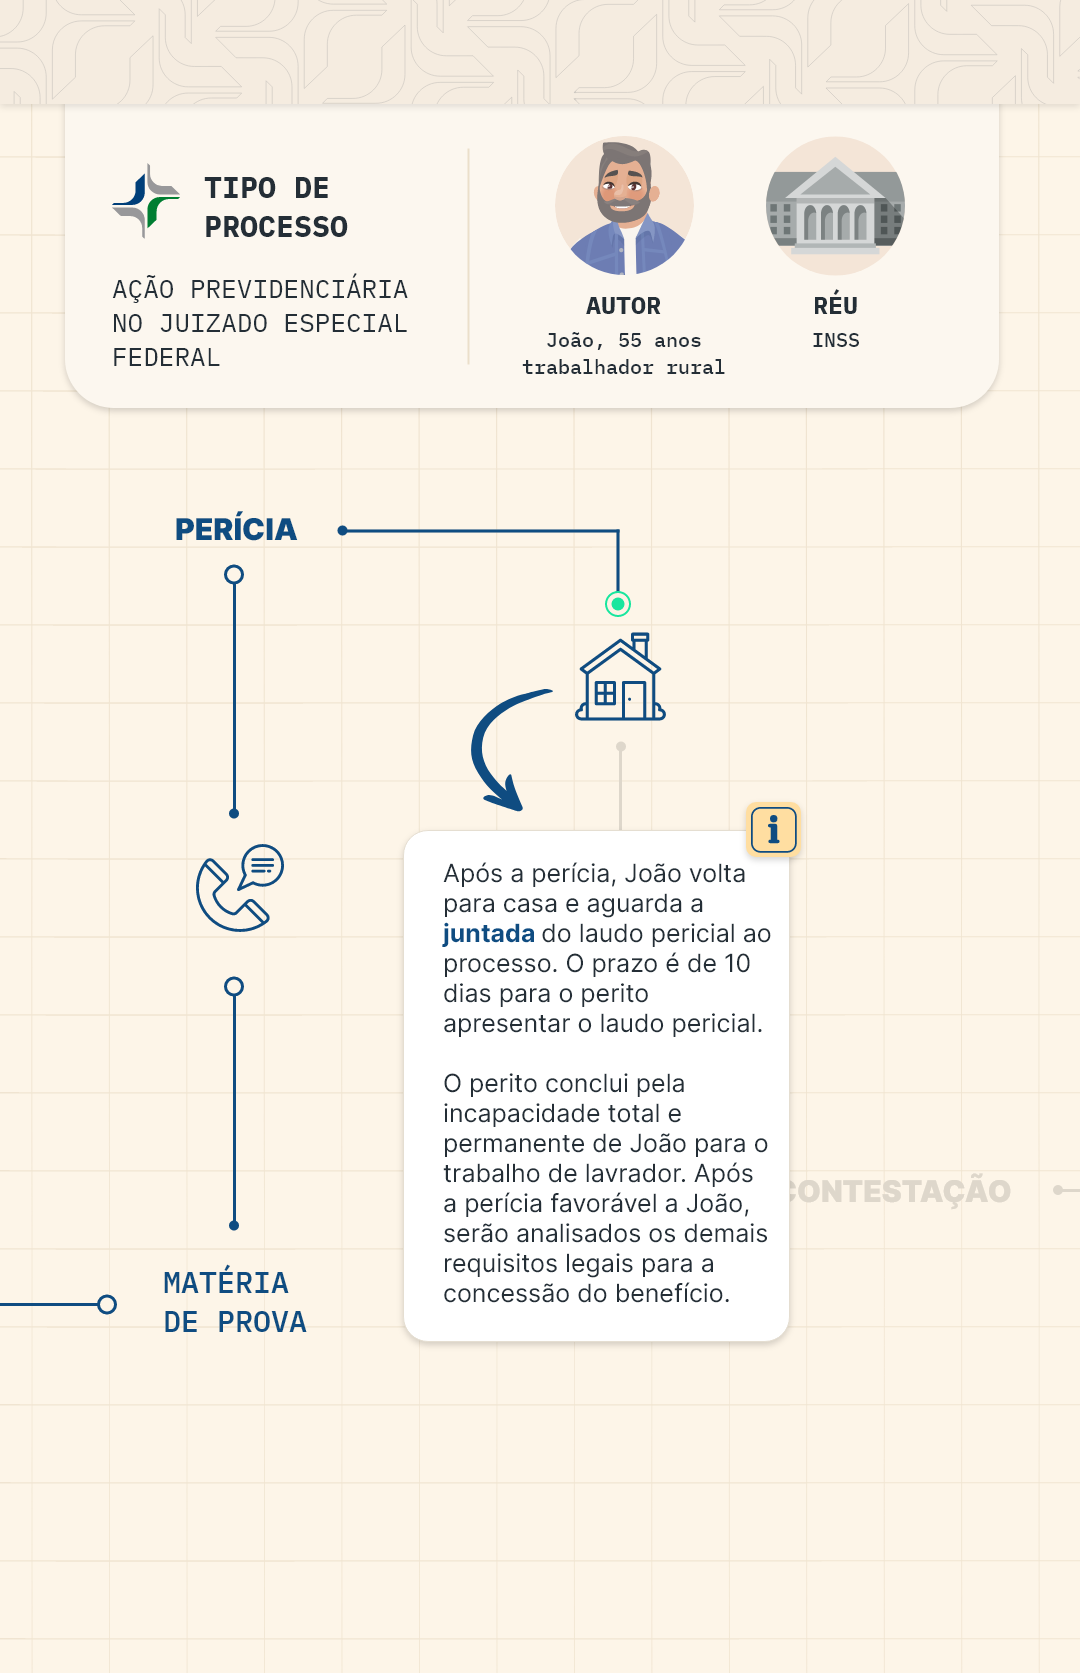 TIPO DE
PROCESSO
AÇÃO PREVIDENCIÁRIA
NO JUIZADO ESPECIAL
FEDERAL
AUTOR
João, 55 anos
trabalhador rural
RÉU
INSS
PERÍCIA
i
Após a perícia, João volta
para casa e aguarda a
juntada do laudo pericial ao
processo. O prazo é de 10
dias para o perito
apresentar o laudo pericial.
O perito conclui pela
incapacidade total e
permanente de João para o
trabalho de lavrador. Após
a perícia favorável a João,
serão analisados os demais
requisitos legais para a
concessão do benefício.
CONTESTAÇÃO
MATÉRIA
DE PROVA